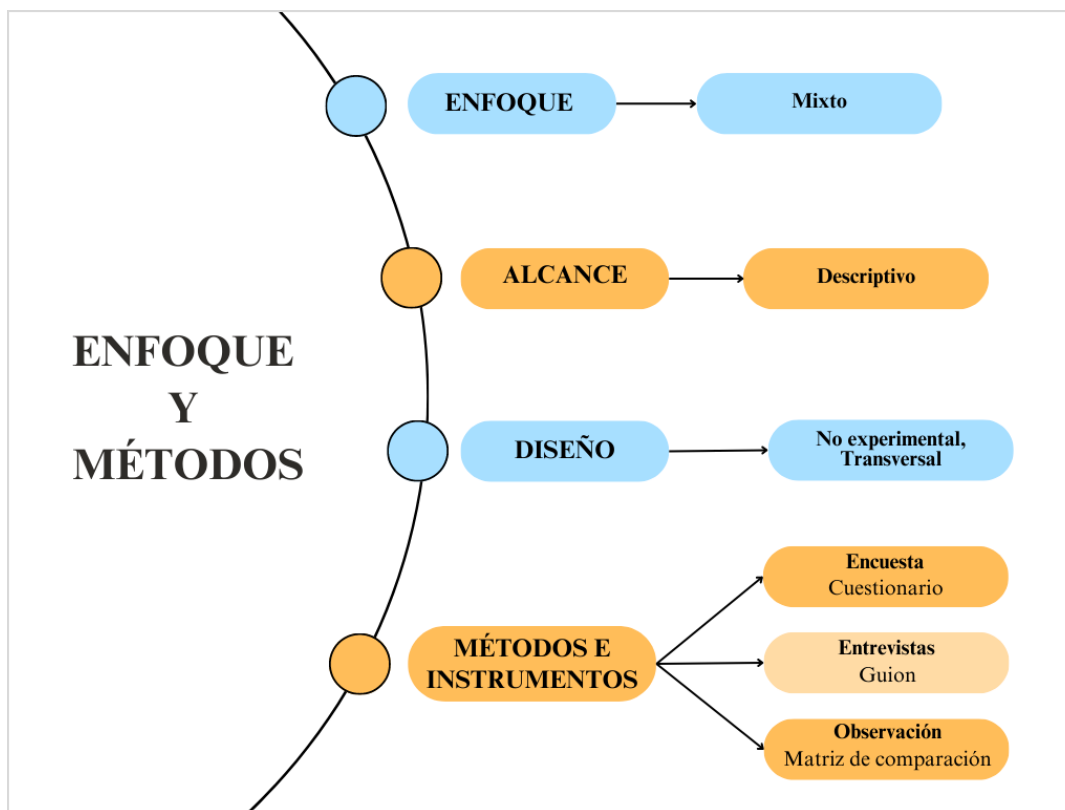 ENFOQUE
Y
MÉTODOS
ENFOQUE
Mixto
ALCANCE
Descriptivo
DISEÑO
No experimental,
Transversal
MÉTODOS E
INSTRUMENTOS
Encuesta
Cuestionario
Entrevistas
Guion
Observación
Matriz de comparación